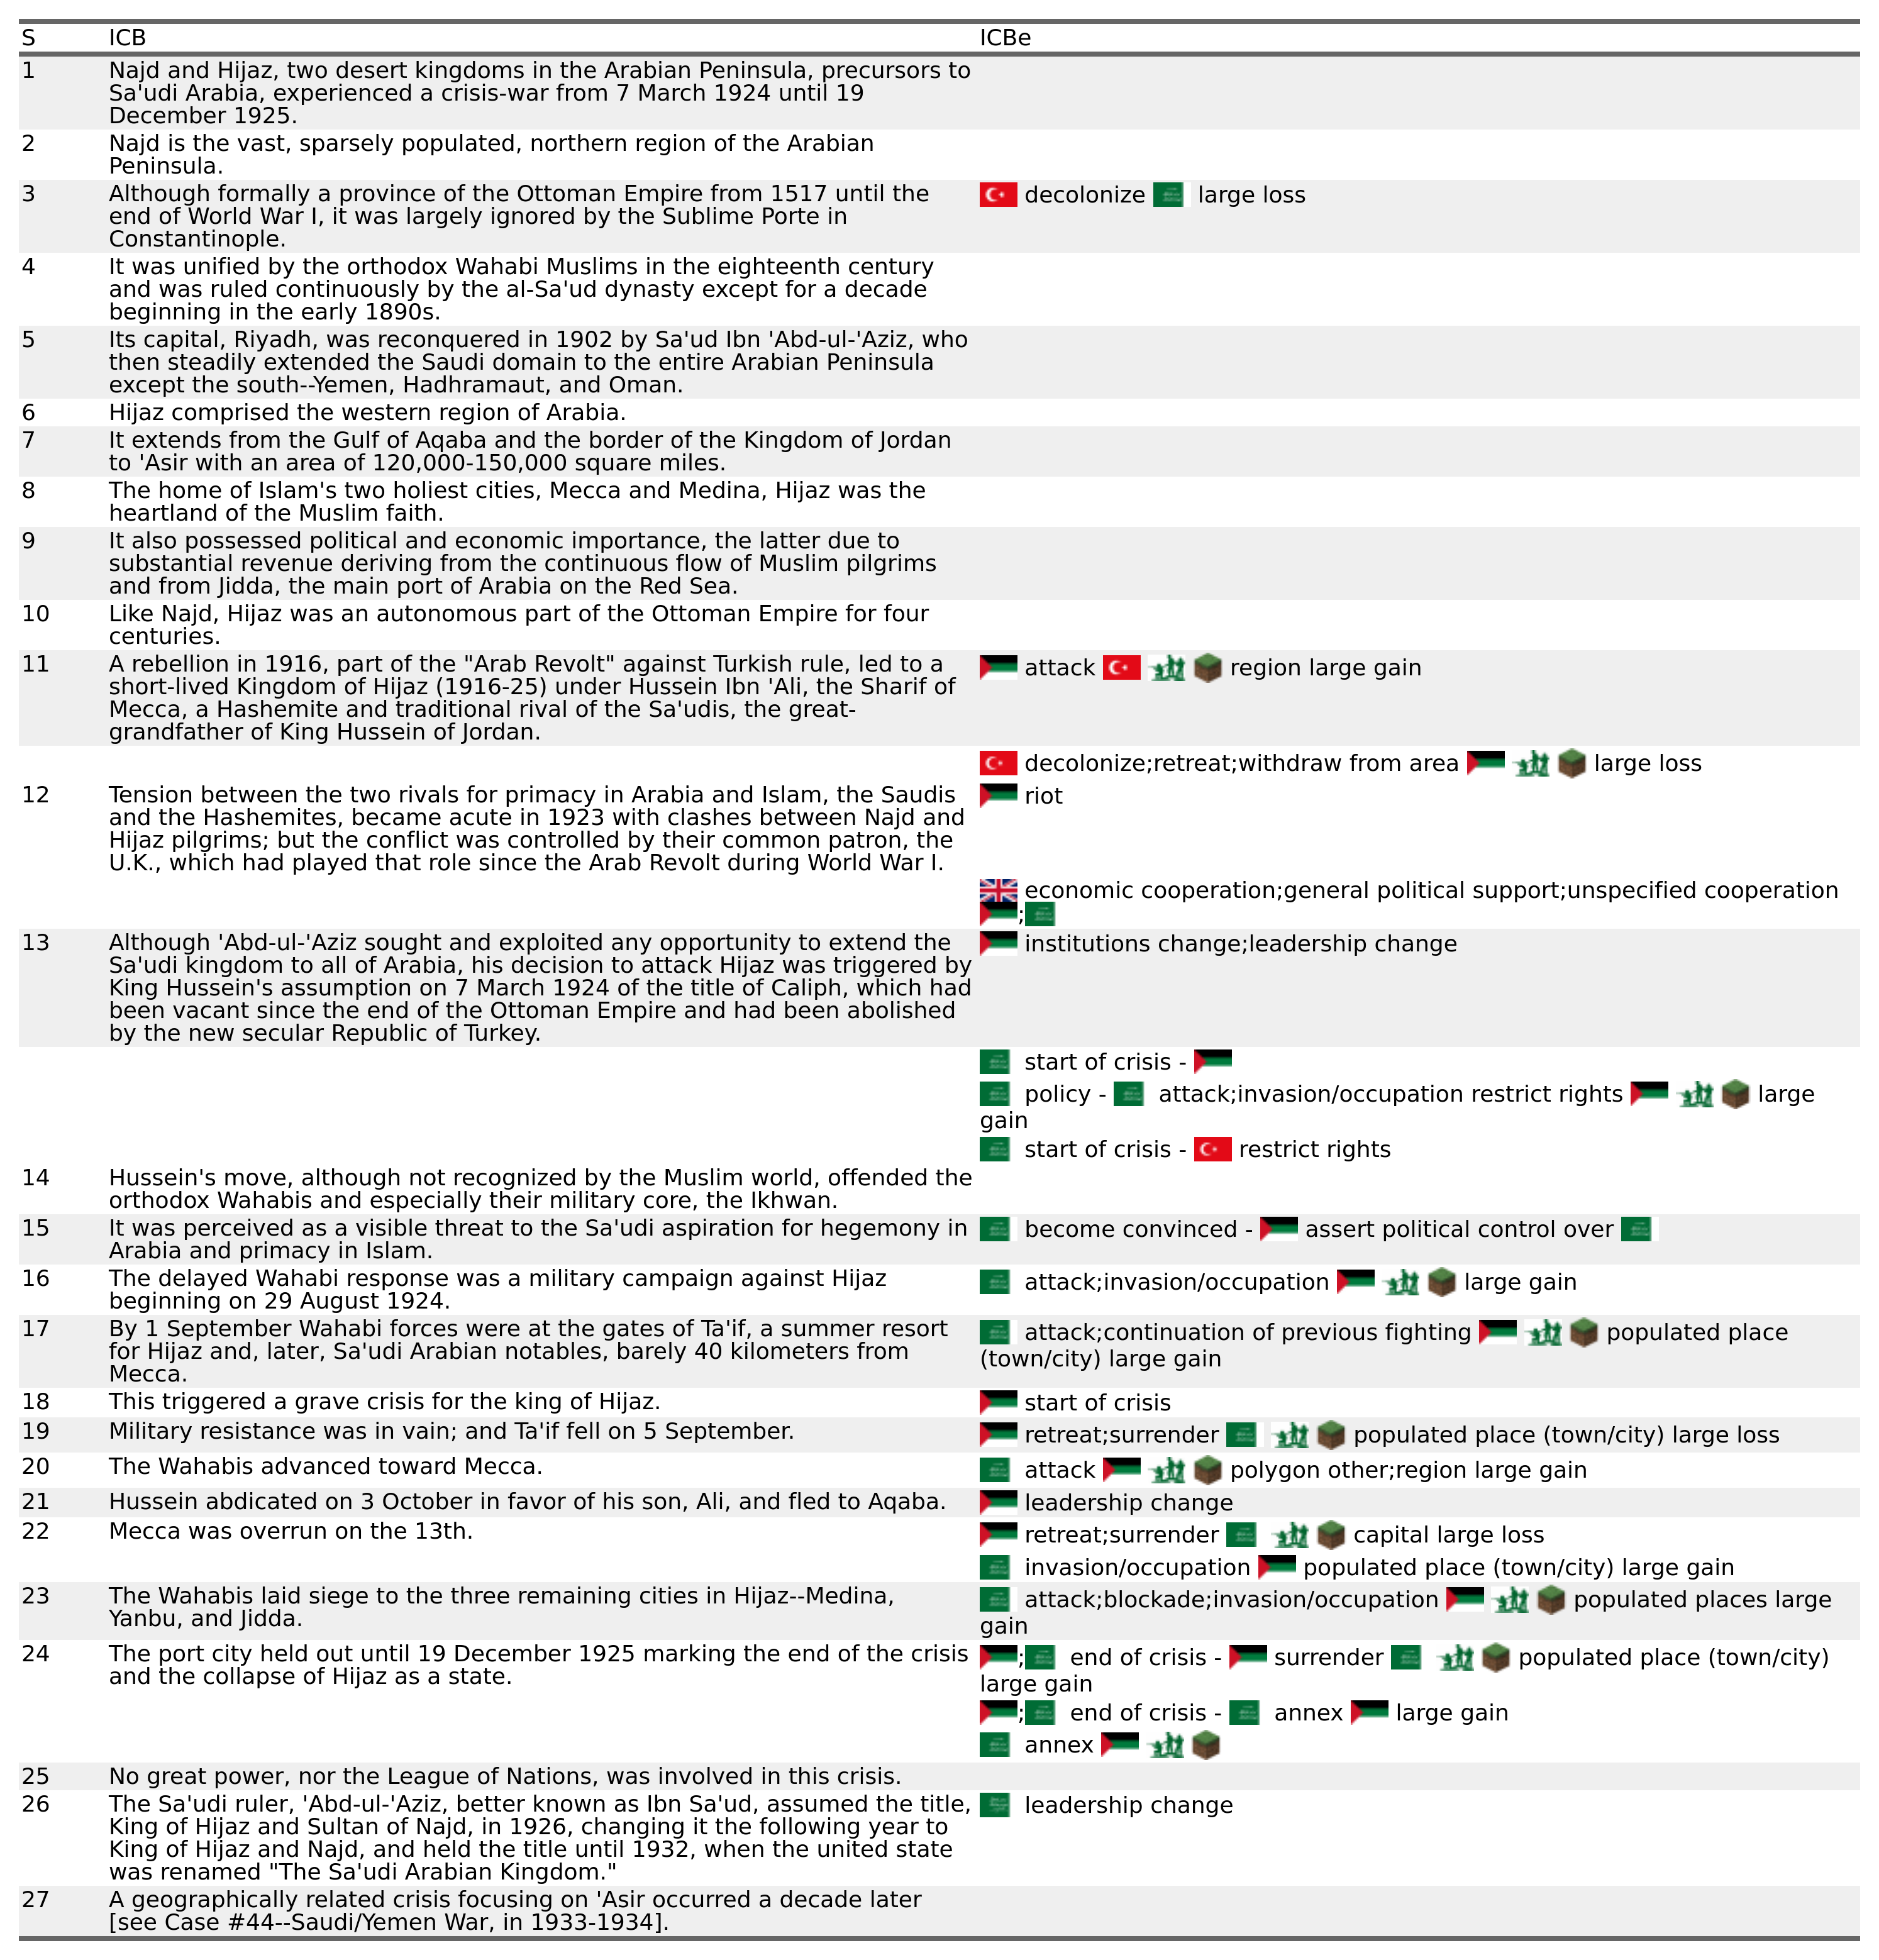 S ICB ICBe
1 Najd and Hijaz, two desert kingdoms in the Arabian Peninsula, precursors to
Sa'udi Arabia, experienced a crisis-war from 7 March 1924 until 19
December 1925.
2 Najd is the vast, sparsely populated, northern region of the Arabian
Peninsula.
3 Although formally a province of the Ottoman Empire from 1517 until the
end of World War I, it was largely ignored by the Sublime Porte in
Constantinople.
decolonize large loss
4 It was unified by the orthodox Wahabi Muslims in the eighteenth century
and was ruled continuously by the al-Sa'ud dynasty except for a decade
beginning in the early 1890s.
5 Its capital, Riyadh, was reconquered in 1902 by Sa'ud Ibn 'Abd-ul-'Aziz, who
then steadily extended the Saudi domain to the entire Arabian Peninsula
except the south--Yemen, Hadhramaut, and Oman.
6 Hijaz comprised the western region of Arabia.
7 It extends from the Gulf of Aqaba and the border of the Kingdom of Jordan
to 'Asir with an area of 120,000-150,000 square miles.
8 The home of Islam's two holiest cities, Mecca and Medina, Hijaz was the
heartland of the Muslim faith.
9 It also possessed political and economic importance, the latter due to
substantial revenue deriving from the continuous flow of Muslim pilgrims
and from Jidda, the main port of Arabia on the Red Sea.
10 Like Najd, Hijaz was an autonomous part of the Ottoman Empire for four
centuries.
11 A rebellion in 1916, part of the "Arab Revolt" against Turkish rule, led to a
short-lived Kingdom of Hijaz (1916-25) under Hussein Ibn 'Ali, the Sharif of
Mecca, a Hashemite and traditional rival of the Sa'udis, the great-
grandfather of King Hussein of Jordan.
attack region large gain
decolonize;retreat;withdraw from area large loss
12 Tension between the two rivals for primacy in Arabia and Islam, the Saudis
and the Hashemites, became acute in 1923 with clashes between Najd and
Hijaz pilgrims; but the conflict was controlled by their common patron, the
U.K., which had played that role since the Arab Revolt during World War I.
riot
economic cooperation;general political support;unspecified cooperation
;
13 Although 'Abd-ul-'Aziz sought and exploited any opportunity to extend the
Sa'udi kingdom to all of Arabia, his decision to attack Hijaz was triggered by
King Hussein's assumption on 7 March 1924 of the title of Caliph, which had
been vacant since the end of the Ottoman Empire and had been abolished
by the new secular Republic of Turkey.
institutions change;leadership change
start of crisis -
policy - attack;invasion/occupation restrict rights large
gain
start of crisis - restrict rights
14 Hussein's move, although not recognized by the Muslim world, offended the
orthodox Wahabis and especially their military core, the Ikhwan.
15 It was perceived as a visible threat to the Sa'udi aspiration for hegemony in
Arabia and primacy in Islam.
become convinced - assert political control over
16 The delayed Wahabi response was a military campaign against Hijaz
beginning on 29 August 1924.
attack;invasion/occupation large gain
17 By 1 September Wahabi forces were at the gates of Ta'if, a summer resort
for Hijaz and, later, Sa'udi Arabian notables, barely 40 kilometers from
Mecca.
attack;continuation of previous fighting populated place
(town/city) large gain
18 This triggered a grave crisis for the king of Hijaz.
start of crisis
19 Military resistance was in vain; and Ta'if fell on 5 September.
retreat;surrender populated place (town/city) large loss
20 The Wahabis advanced toward Mecca.
attack polygon other;region large gain
21 Hussein abdicated on 3 October in favor of his son, Ali, and fled to Aqaba.
leadership change
22 Mecca was overrun on the 13th.
retreat;surrender capital large loss
invasion/occupation populated place (town/city) large gain
23 The Wahabis laid siege to the three remaining cities in Hijaz--Medina,
Yanbu, and Jidda.
attack;blockade;invasion/occupation populated places large
gain
24 The port city held out until 19 December 1925 marking the end of the crisis
and the collapse of Hijaz as a state.
; end of crisis - surrender populated place (town/city)
large gain
; end of crisis - annex large gain
annex
25 No great power, nor the League of Nations, was involved in this crisis.
26 The Sa'udi ruler, 'Abd-ul-'Aziz, better known as Ibn Sa'ud, assumed the title,
King of Hijaz and Sultan of Najd, in 1926, changing it the following year to
King of Hijaz and Najd, and held the title until 1932, when the united state
was renamed "The Sa'udi Arabian Kingdom."
leadership change
27 A geographically related crisis focusing on 'Asir occurred a decade later
[see Case #44--Saudi/Yemen War, in 1933-1934].